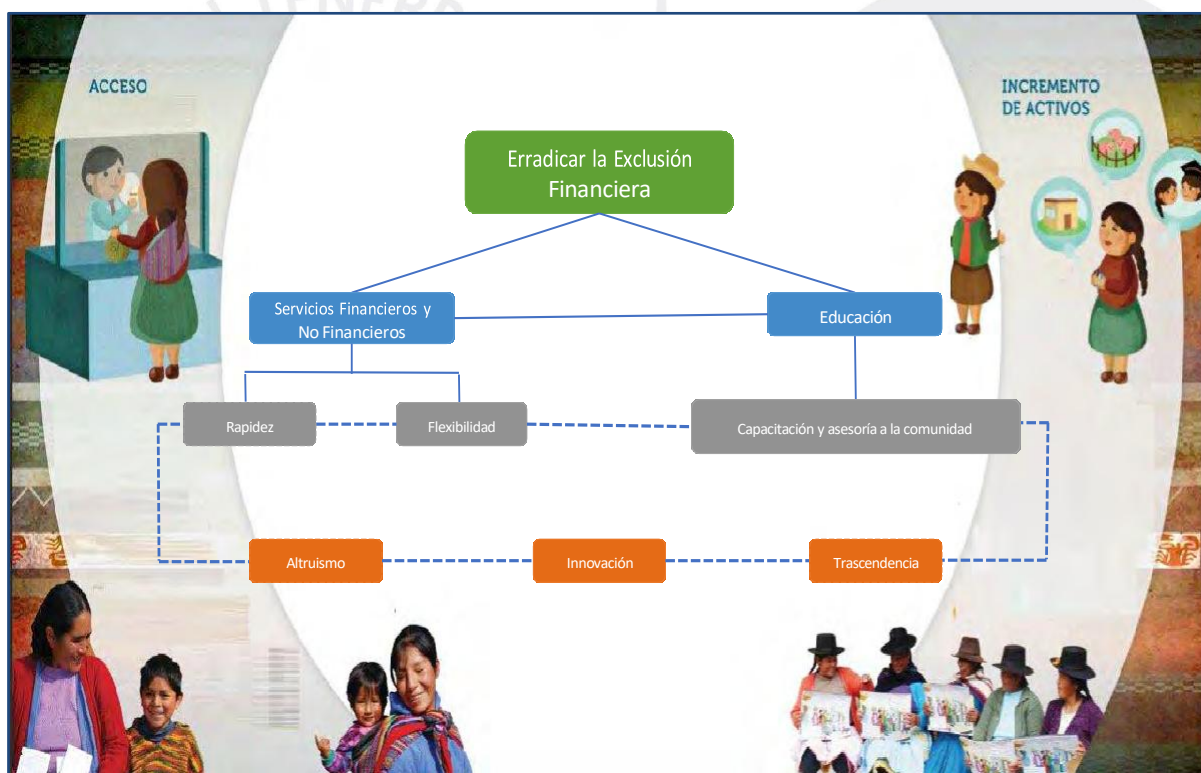 ACCESO
INCREMENTO
DE ACTIVOS
Erradicar la Exclusión
Financiera
Servicios Financieros y
No Financieros
Educación
Rapidez
Flexibilidad
Capacitación y asesoría a la comunidad
Altruismo
Innovación
Trascendencia